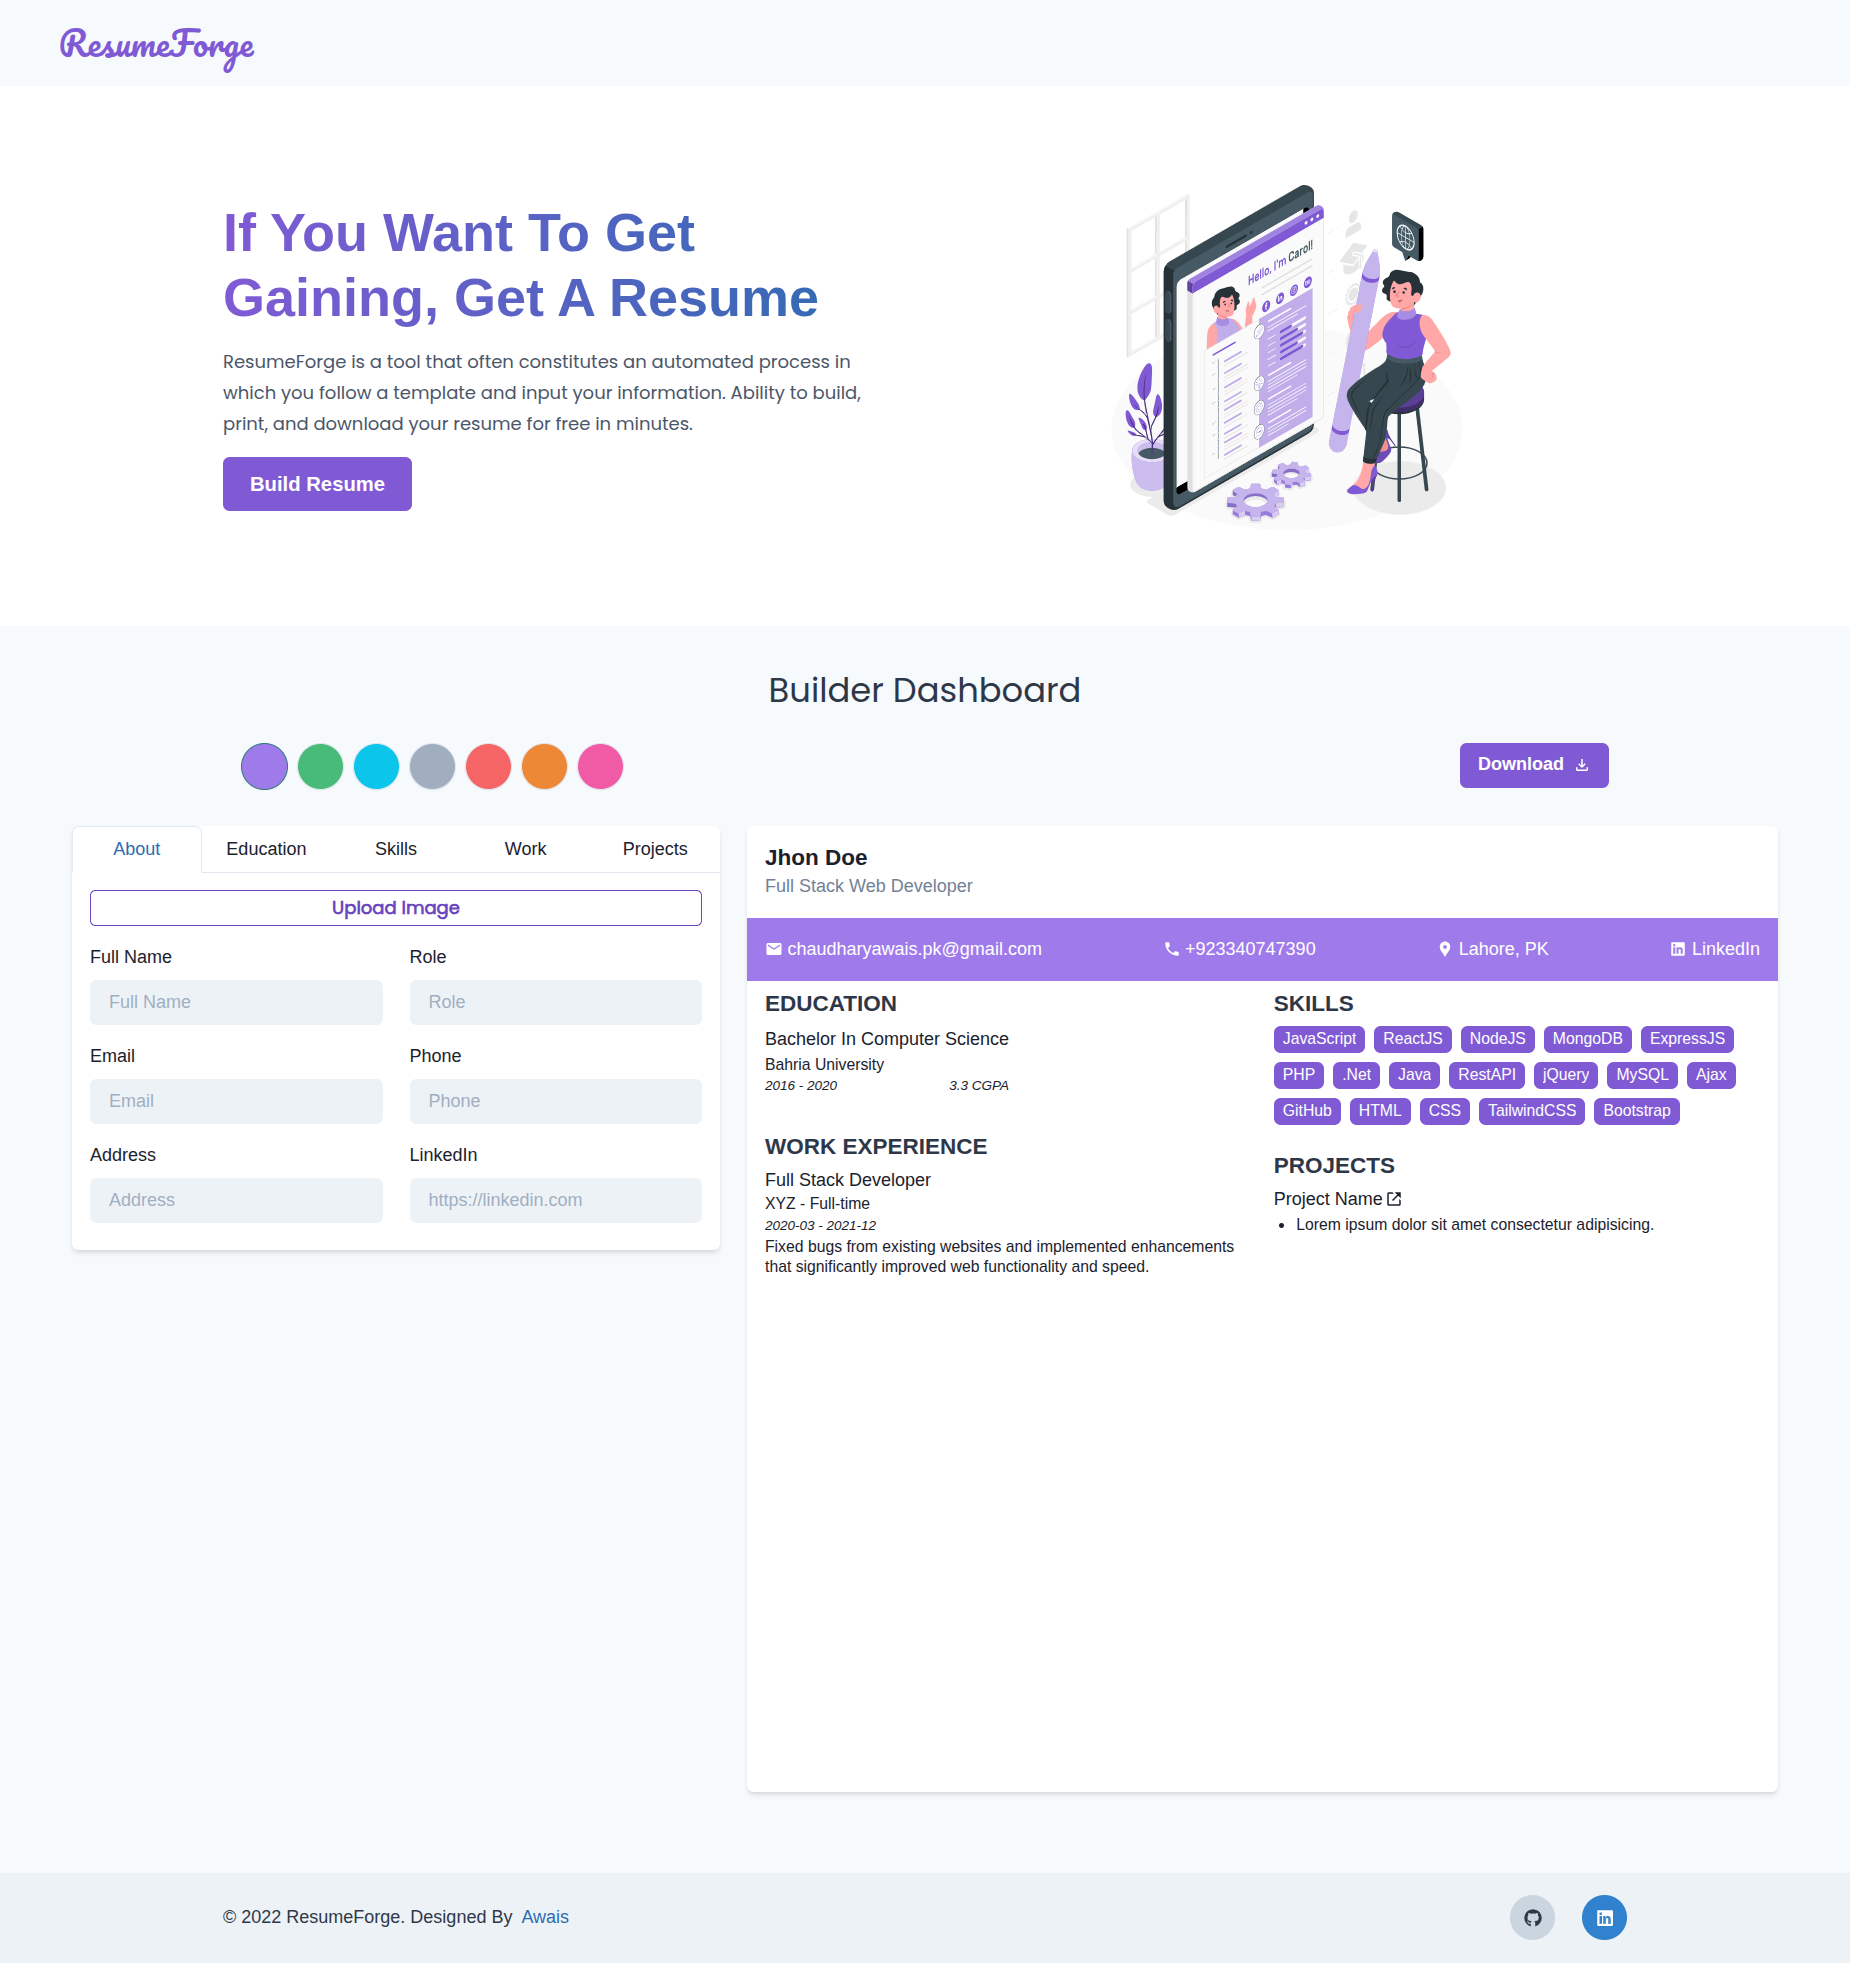 ResumeForge
If You Want To Get
Gaining, Get A Resume
ResumeForge is a tool that often constitutes an automated process in
which you follow a template and input your information. Ability to build,
print, and download your resume for free in minutes.
Build Resume
Hello, I'm Carol!
Builder Dashboard
Download
About Education Skills Work Projects
Upload Image
Full Name Role
Full Name Role
Email Phone
Email Phone
Address LinkedIn
Address https://linkedin.com
Jhon Doe
Full Stack Web Developer
chaudharyawais.pk@gmail.com +923340747390 Lahore, PK LinkedIn
EDUCATION
Bachelor In Computer Science
Bahria University
2016 - 2020 3.3 CGPA
WORK EXPERIENCE
Full Stack Developer
XYZ - Full-time
2020-03 - 2021-12
Fixed bugs from existing websites and implemented enhancements
that significantly improved web functionality and speed.
SKILLS
JavaScript ReactJS NodeJS MongoDB ExpressJS
PHP .Net Java RestAPI jQuery MySQL Ajax
GitHub HTML CSS TailwindCSS Bootstrap
PROJECTS
Project Name
• Lorem ipsum dolor sit amet consectetur adipisicing.
© 2022 ResumeForge. Designed By Awais